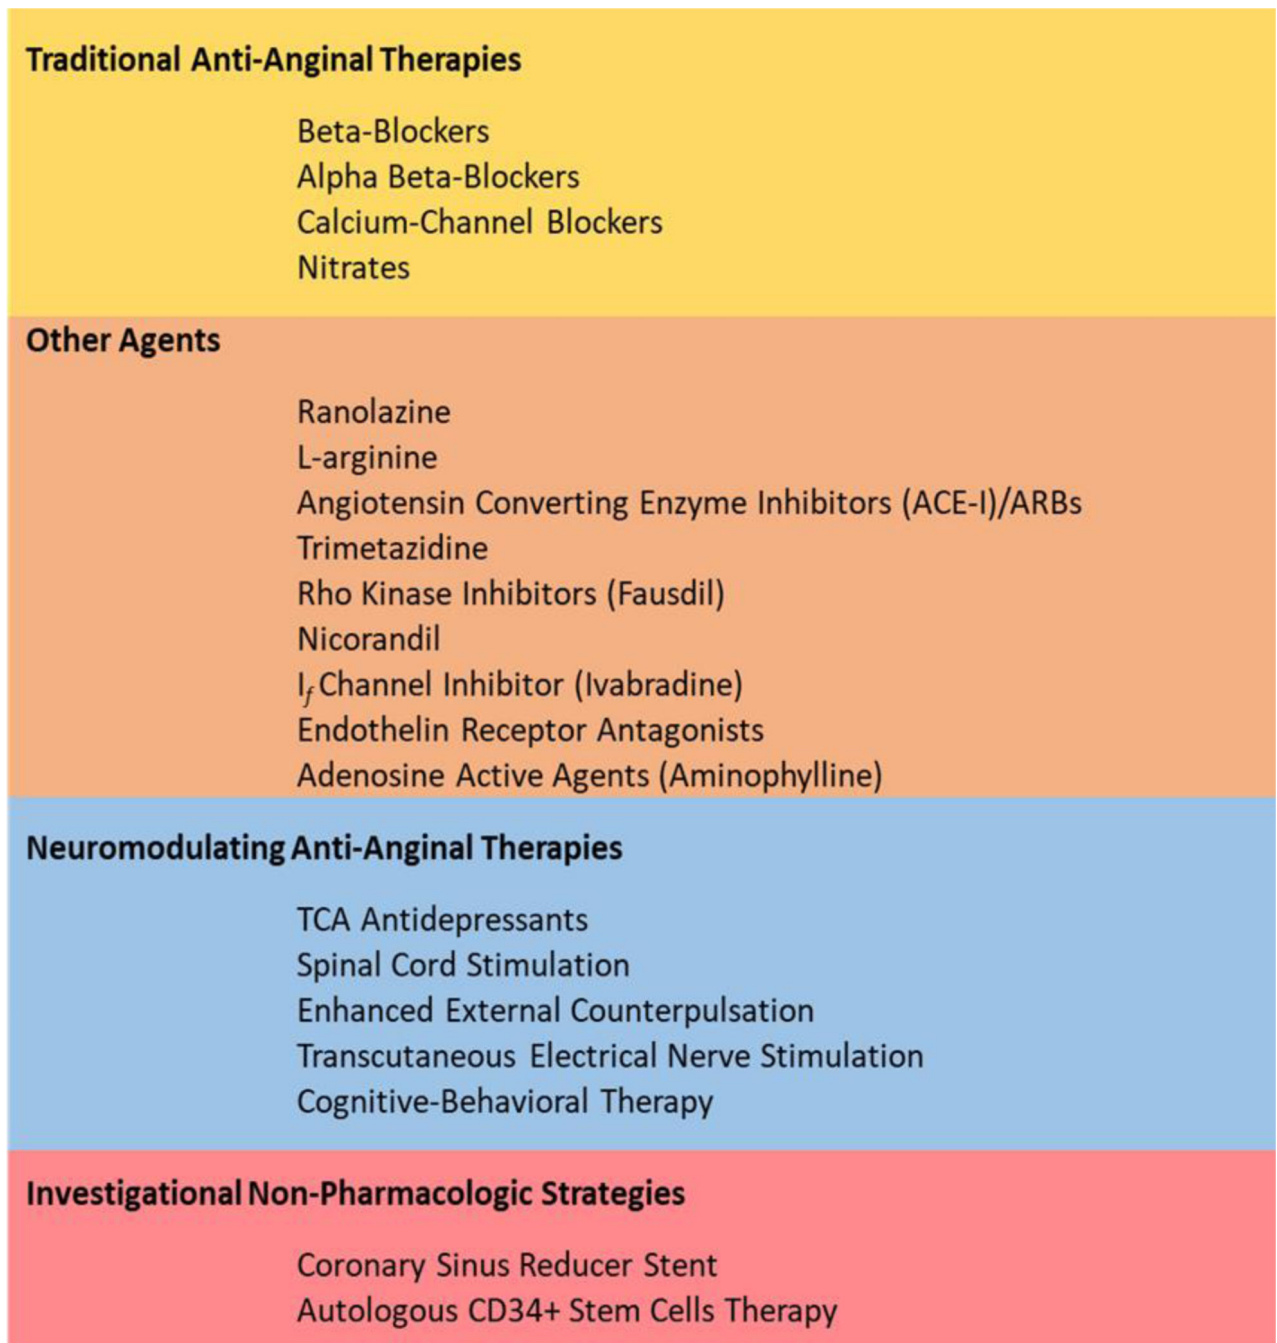 Traditional Anti-Anginal Therapies
Beta-Blockers
Alpha Beta-Blockers
Calcium-Channel Blockers
Nitrates
Other Agents
Ranolazine
L-arginine
Angiotensin Converting Enzyme Inhibitors (ACE-I)/ARBs
Trimetazidine
Rho Kinase Inhibitors (Fausdil)
Nicorandil
If Channel Inhibitor (Ivabradine)
Endothelin Receptor Antagonists
Adenosine Active Agents (Aminophylline)
Neuromodulating Anti-Anginal Therapies
TCA Antidepressants
Spinal Cord Stimulation
Enhanced External Counterpulsation
Transcutaneous Electrical Nerve Stimulation
Cognitive-Behavioral Therapy
Investigational Non-Pharmacologic Strategies
Coronary Sinus Reducer Stent
Autologous CD34+ Stem Cells Therapy